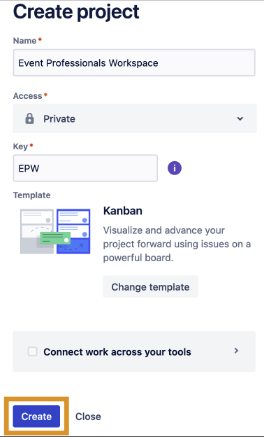 Create project
Name *
Event Professionals Workspace
Access *
Private
Key *
EPW
i
Template
Kanban
Visualize and advance your
project forward using issues on a
powerful board.
Change template
Connect work across your tools
Create Close